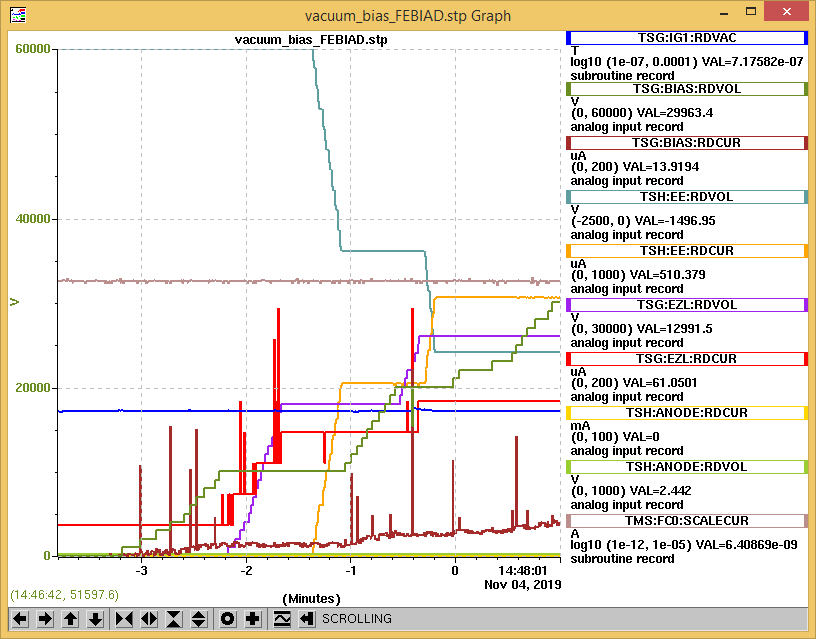 vacuum_bias_FEBIAD.stp Graph
vacuum_bias_FEBIAD.stp
60000
40000
V
20000
0
-3
-2
-1
0
14:48:01
Nov 04, 2019
(Minutes)
(14:46:42, 51597.6)
TSG:IG1:RDVAC
T
log10 (1e-07, 0.0001) VAL=7.17582e-07
subroutine record
TSG:BIAS:RDVOL
V
(0, 60000) VAL=29963.4
analog input record
TSG:BIAS:RDCUR
uA
(0, 200) VAL=13.9194
analog input record
TSH:EE:RDVOL
V
(-2500, 0) VAL=-1496.95
analog input record
TSH:EE:RDCUR
uA
(0, 1000) VAL=510.379
analog input record
TSG:EZL:RDVOL
V
(0, 30000) VAL=12991.5
analog input record
TSG:EZL:RDCUR
uA
(0, 200) VAL=61.0501
analog input record
TSH:ANODE:RDCUR
mA
(0, 100) VAL=0
analog input record
TSH:ANODE:RDVOL
V
(0, 1000) VAL=2.442
analog input record
TMS:FC0:SCALECUR
A
log10 (1e-12, 1e-05) VAL=6.40869e-09
subroutine record
SCROLLING